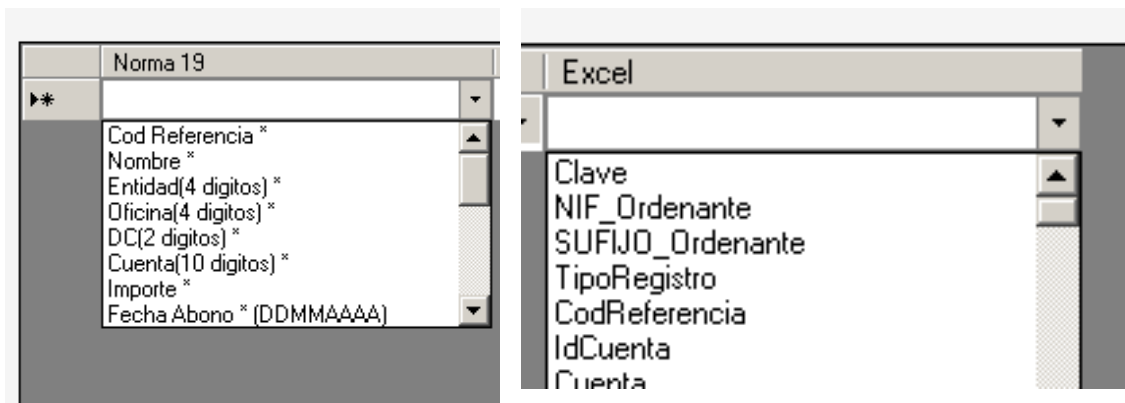 Norma 19
Cod Referencia *
Nombre *
Entidad(4 digitos) *
Oficina(4 digitos) *
DC(2 digitos) *
Cuenta(10 digitos) *
Importe *
Fecha Abono * (DDMMAAAA)
Excel
Clave
NIF_Ordenante
SUFIJO_Ordenante
TipoRegistro
CodReferencia
IdCuenta
Cuenta